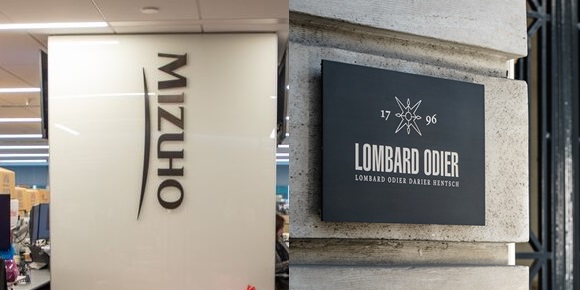 MIZUHO
17 96
LOMBARD ODIER
LOMBARD ODIER DARIER HENTSCH